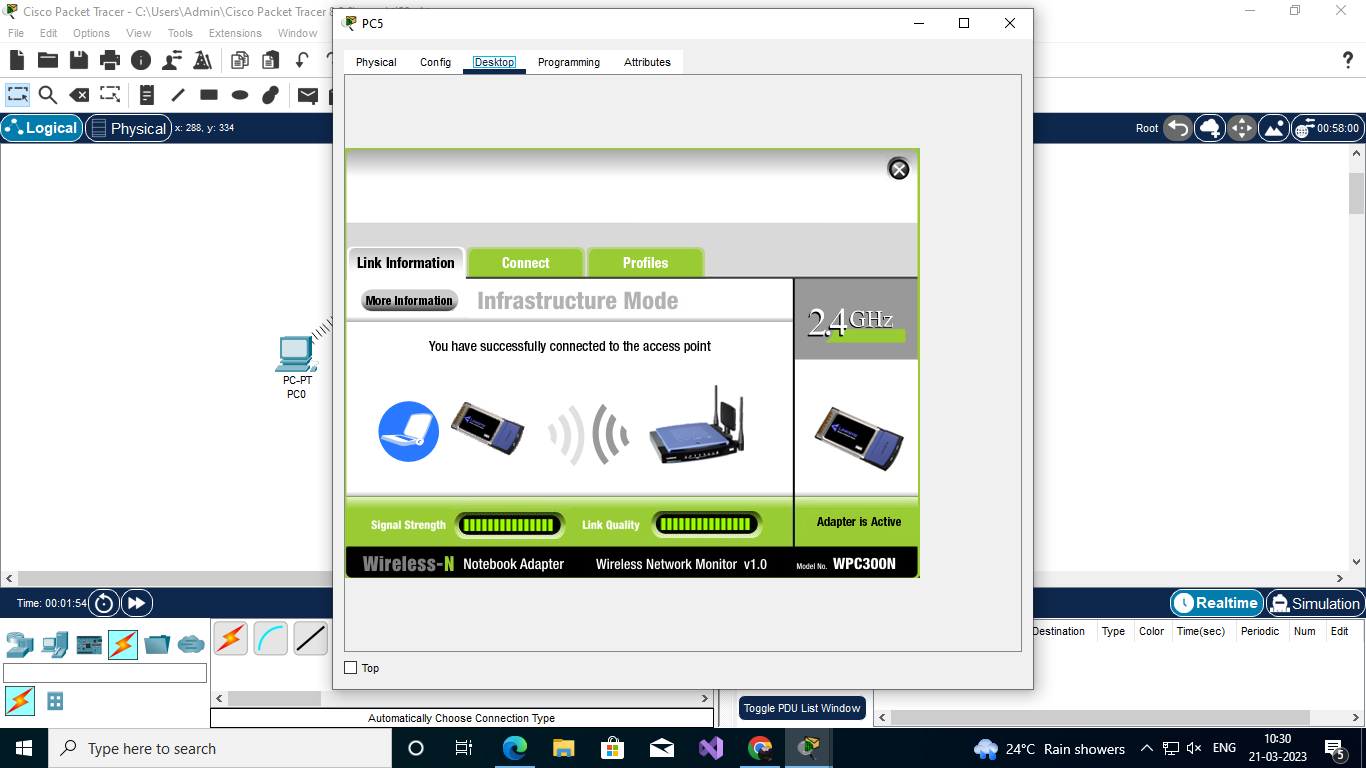 Cisco Packet Tracer - C:\Users\Admin\Cisco Packet Tracer 8
PC5
File Edit Options View Tools Extensions Window
Physical Config Desktop Programming Attributes
Logical Physical x: 288, y: 334
Root 00:58:00
Link Information Connect Profiles
More Information Infrastructure Mode
2.4GHz
You have successfully connected to the access point
PC-PT
PC0
Signal Strength Link Quality Adapter is Active
Wireless-N Notebook Adapter Wireless Network Monitor v1.0 Model No. WPC300N
Time: 00:01:54
Realtime Simulation
Destination Type Color Time(sec) Periodic Num Edit
Top
Toggle PDU List Window
Automatically Choose Connection Type
Type here to search
24°C Rain showers ENG
10:30
21-03-2023
5